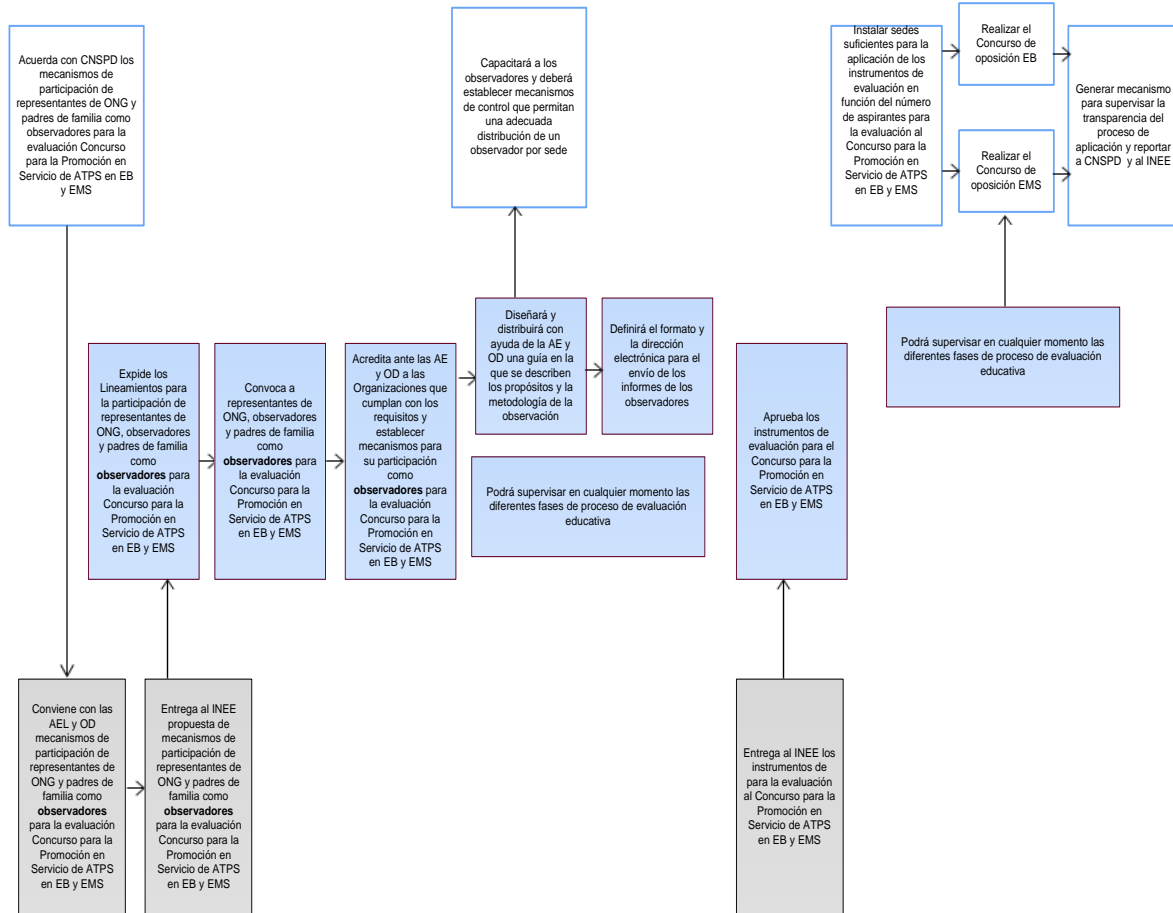 Acuerda con CNSPD los
mecanismos de
participación de
representantes de ONG y
padres de familia como
observadores para la
evaluación Concurso
para la Promoción en
Servicio de ATPS en EB
y EMS
Capacitará a los
observadores y deberá
establecer mecanismos
de control que permitan
una adecuada
distribución de un
observador por sede
Instalar sedes
suficientes para la
aplicación de los
instrumentos de
evaluación en
función del número
de aspirantes para
la evaluación al
Concurso para la
Promoción en
Servicio de ATPS
en EB y EMS
Realizar el
Concurso de
oposición EB
Realizar el
Concurso de
oposición EMS
Generar mecanismo
para supervisar la
transparencia del
proceso de
aplicación y reportar
a CNSPD y al INEE
Expide los
Lineamientos para
la participación de
representantes de
ONG, observadores
y padres de familia
como
observadores para
la evaluación
Concurso para la
Promoción en
Servicio de ATPS
en EB y EMS
Convoca a
representantes de
ONG, observadores
y padres de familia
como
observadores para
la evaluación
Concurso para la
Promoción en
Servicio de ATPS
en EB y EMS
Acredita ante las AE
y OD a las
Organizaciones que
cumplan con los
requisitos y
establecer
mecanismos para
su participación
como
observadores para
la evaluación
Concurso para la
Promoción en
Servicio de ATPS
en EB y EMS
Diseñará y
distribuirá con
ayuda de la AE y
OD una guía en la
que se describen
los propósitos y la
metodología de la
observación
Definirá el formato y
la dirección
electrónica para el
envío de los
informes de los
observadores
Podrá supervisar en cualquier momento las
diferentes fases de proceso de evaluación
educativa
Aprueba los
instrumentos de
evaluación para el
Concurso para la
Promoción en
Servicio de ATPS
en EB y EMS
Podrá supervisar en cualquier momento las
diferentes fases de proceso de evaluación
educativa
Conviene con las
AEL y OD
mecanismos de
participación de
representantes de
ONG y padres de
familia como
observadores
para la evaluación
Concurso para la
Promoción en
Servicio de ATPS
en EB y EMS
Entrega al INEE
propuesta de
mecanismos de
participación de
representantes de
ONG y padres de
familia como
observadores
para la evaluación
Concurso para la
Promoción en
Servicio de ATPS
en EB y EMS
Entrega al INEE los
instrumentos de
para la evaluación
al Concurso para la
Promoción en
Servicio de ATPS
en EB y EMS